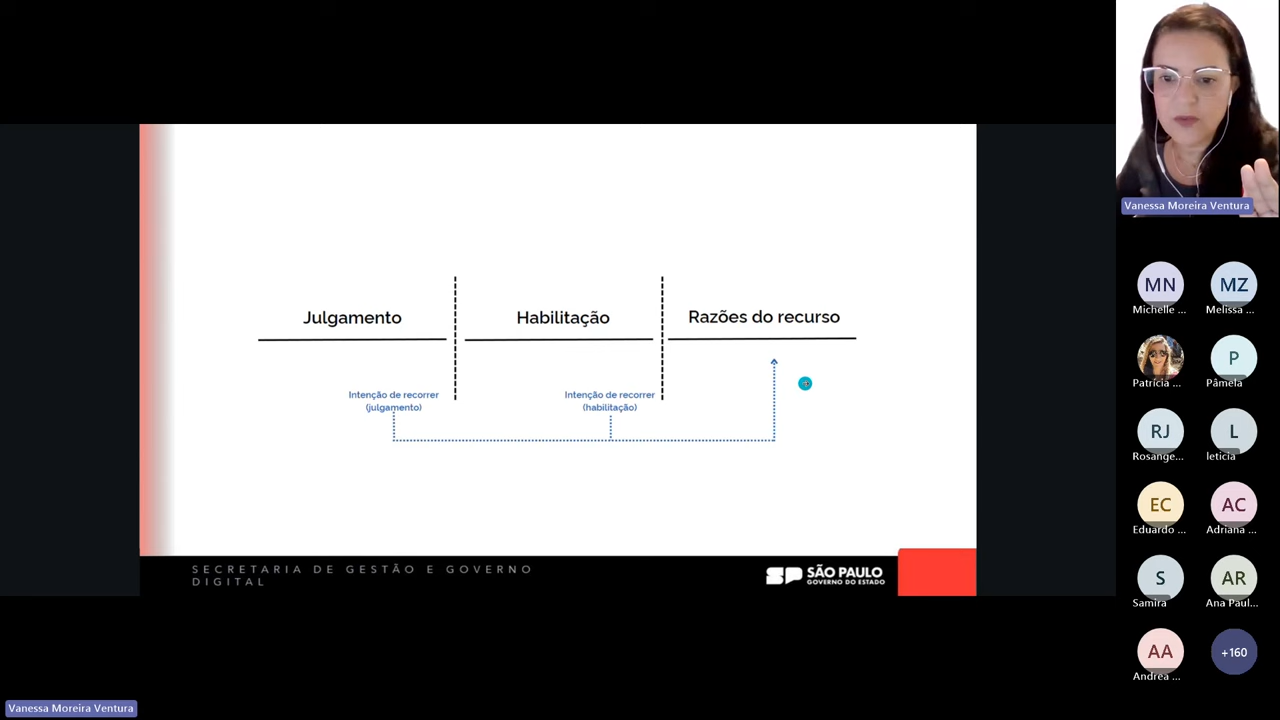 Julgamento
Habilitação
Razões do recurso
Intenção de recorrer
(julgamento)
Intenção de recorrer
(habilitação)
SECRETARIA DE GESTÃO E GOVERNO
DIGITAL
SP SÃO PAULO
GOVERNO DO ESTADO
Vanessa Moreira Ventura
MN
Michelle ...
MZ
Melissa ...
Patrícia ...
P
Pâmela
RJ
Rosange...
L
leticia
EC
Eduardo ...
AC
Adriana ...
S
Samira
AR
Ana Paul...
AA
Andrea ...
+160
Vanessa Moreira Ventura